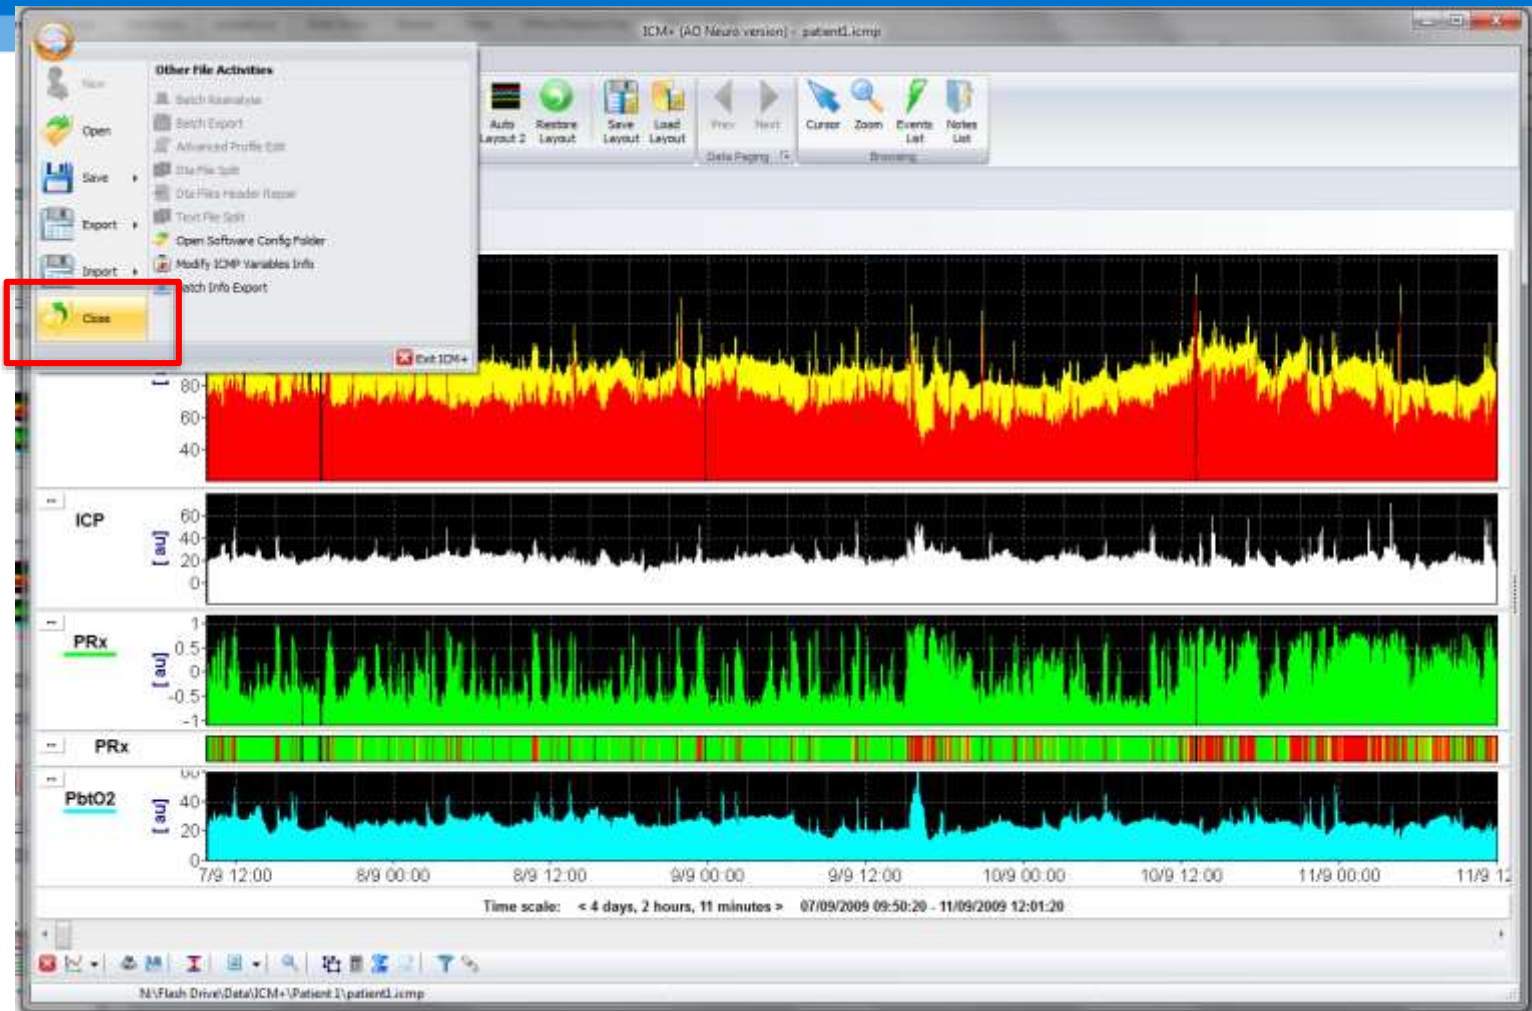 ICM+ (AO Neuro version) - patient1.icmp
New
Open
Save
Export
Import
Close
Other File Activities
Batch Reanalyse
Batch Export
Advanced Profile Edit
Dta File Split
Dta Files Header Repair
Text File Split
Open Software Config Folder
Modify ICMP Variables Info
Batch Info Export
Exit ICM+
Auto Layout 2
Restore Layout
Save Layout
Load Layout
Prev
Next
Data Paging
Cursor
Zoom
Events List
Notes List
Browsing
80
60
40
ICP
[ au]
60
40
20
0
PRx
[ au]
1
0.5
0
-0.5
-1
PRx
PbtO2
[ au]
60
40
20
0
7/9 12:00 8/9 00:00 8/9 12:00 9/9 00:00 9/9 12:00 10/9 00:00 10/9 12:00 11/9 00:00 11/9 12
Time scale: < 4 days, 2 hours, 11 minutes > 07/09/2009 09:50:20 - 11/09/2009 12:01:20
N:\Flash Drive\Data\ICM+\Patient 1\patient1.icmp